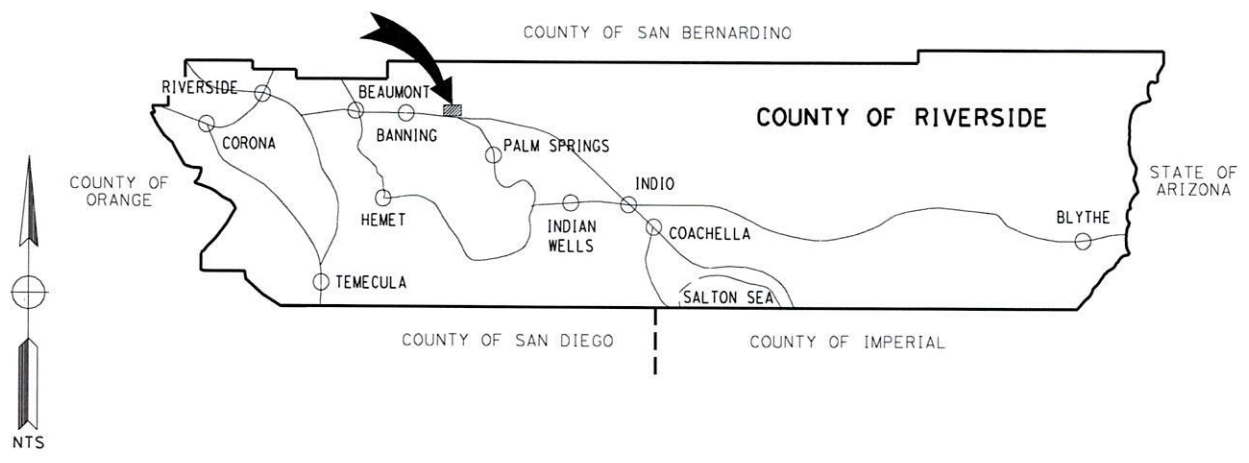 COUNTY OF SAN BERNARDINO
RIVERSIDE
BEAUMONT
COUNTY OF RIVERSIDE
CORONA
BANNING
PALM SPRINGS
COUNTY OF
ORANGE
STATE OF
ARIZONA
INDIO
HEMET
INDIAN
WELLS
COACHELLA
BLYTHE
TEMECULA
SALTON SEA
COUNTY OF SAN DIEGO
COUNTY OF IMPERIAL
NTS